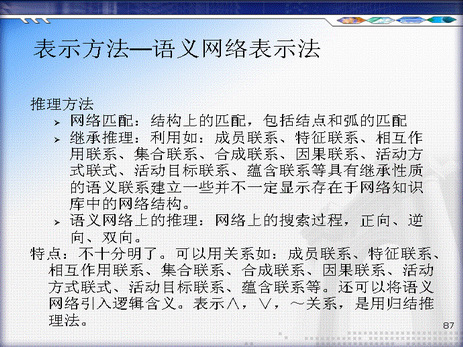 表示方法—语义网络表示法
推理方法
➢ 网络匹配：结构上的匹配，包括结点和弧的匹配
➢ 继承推理：利用如：成员联系、特征联系、相互作
用联系、集合联系、合成联系、因果联系、活动方
式联式、活动目标联系、蕴含联系等具有继承性质
的语义联系建立一些并不一定显示存在于网络知识
库中的网络结构。
➢ 语义网络上的推理：网络上的搜索过程，正向、逆
向、双向。
特点：不十分明了。可以用关系如：成员联系、特征联系、
相互作用联系、集合联系、合成联系、因果联系、活动
方式联式、活动目标联系、蕴含联系等。还可以将语义
网络引入逻辑含义。表示∧，∨，～关系，是用归结推
理法。
87